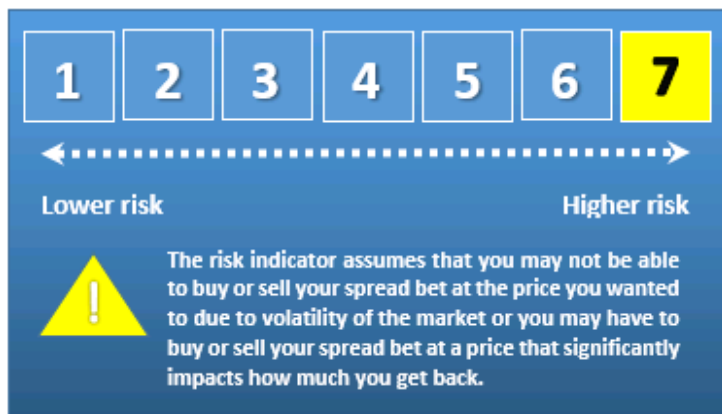 1 2 3 4 5 6 7
Lower risk Higher risk
!
The risk indicator assumes that you may not be able
to buy or sell your spread bet at the price you wanted
to due to volatility of the market or you may have to
buy or sell your spread bet at a price that significantly
impacts how much you get back.